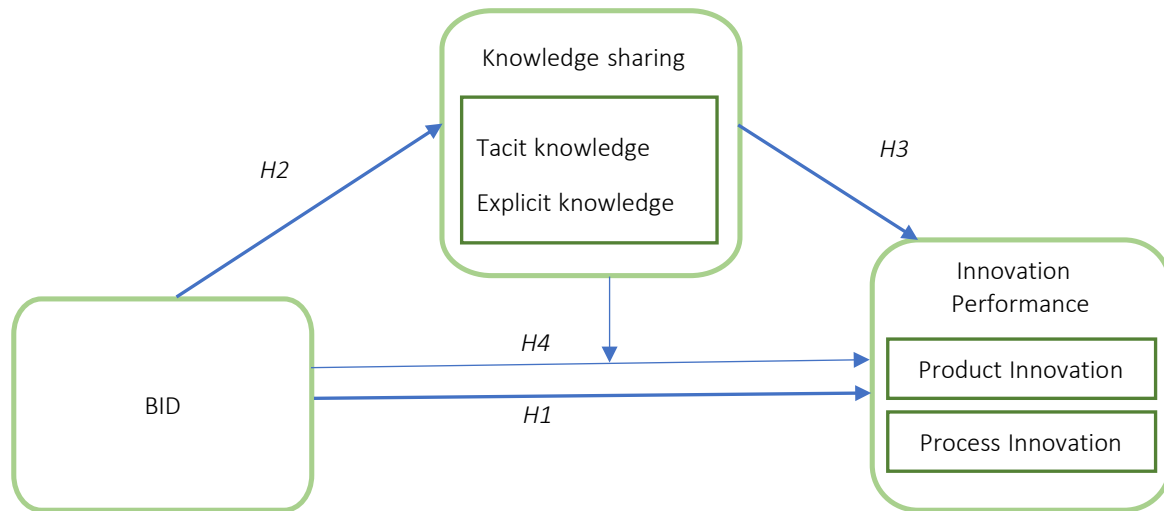 Knowledge sharing
Tacit knowledge
Explicit knowledge
H2
H3
Innovation
Performance
H4
Product Innovation
BID
H1
Process Innovation